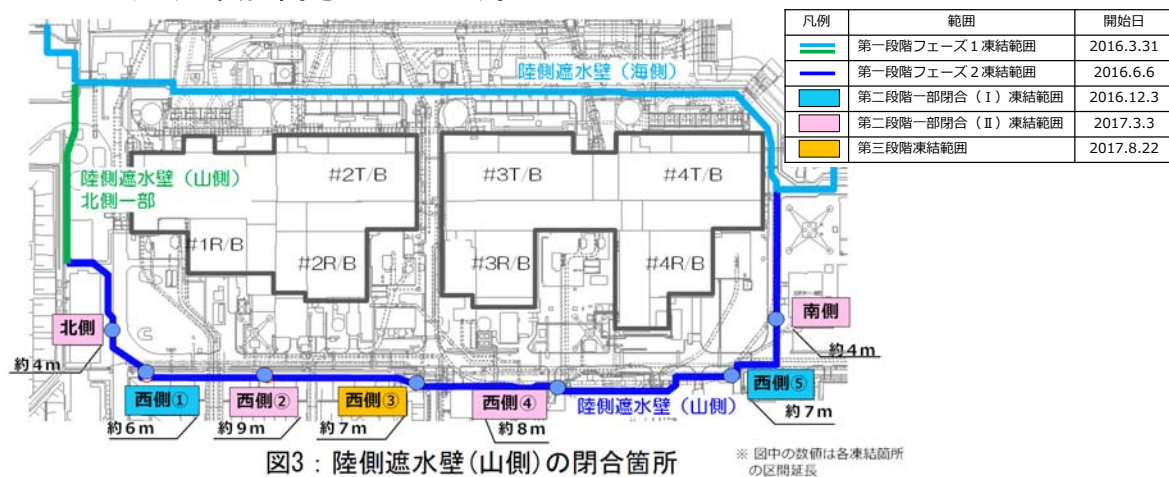 凡例 範囲 開始日
第一段階フェーズ1凍結範囲 2016.3.31
第一段階フェーズ2凍結範囲 2016.6.6
第二段階一部閉合（Ⅰ）凍結範囲 2016.12.3
第二段階一部閉合（Ⅱ）凍結範囲 2017.3.3
第三段階凍結範囲 2017.8.22
陸側遮水壁（海側）
陸側遮水壁（山側）
北側一部
#2T/B
#3T/B
#4T/B
#1R/B
#2R/B
#3R/B
#4R/B
北側
約4m
南側
約4m
西側①
約6m
西側②
約9m
西側③
約7m
西側④
約8m
陸側遮水壁（山側）
西側⑤
約7m
図3：陸側遮水壁(山側)の閉合箇所
※ 図中の数値は各凍結箇所
の区間延長